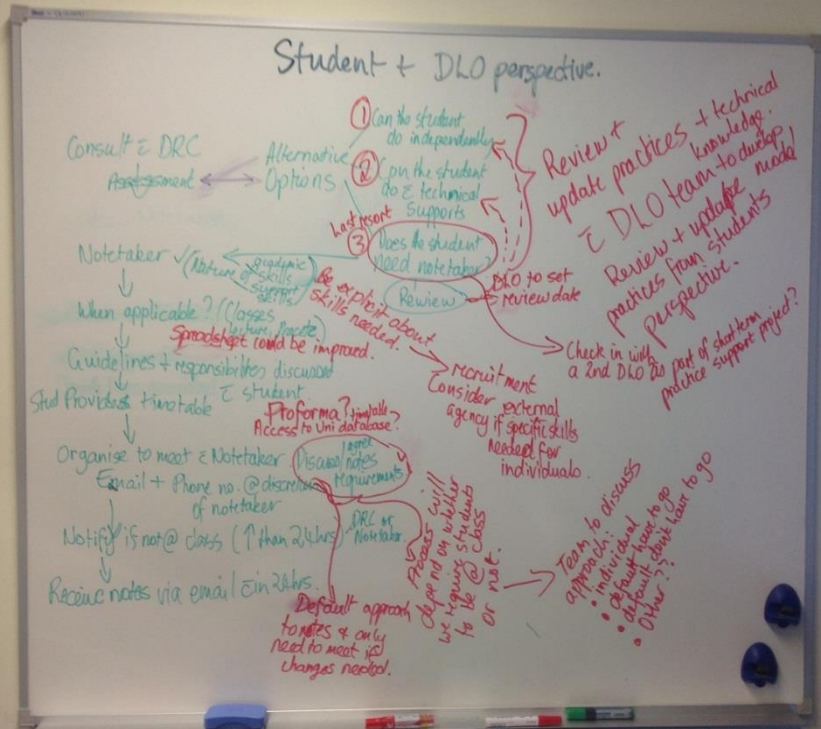 Student + DLO perspective.
Consult c̄ DRC
Assessment
Alternative
Options
① Can the student
do independently
② Can the student
do c̄ technical
supports
Last resort
③ Does the student
need notetaker?
Review
DLO to set
review date
Review +
update practices + technical
knowledge.
c̄ DLO team to develop
model
Review + update
practices from students
perspective.
Check in with
a 2nd DLO as part of short term
practice support project?
Notetaker ✓ (Nature of
academic
skills
support
skills)
Be explicit about
skills needed.
recruitment
Consider external
agency if specific skills
needed for
individuals.
When applicable? (Classes
lecture,
Spreadsheet could be improved.
Guidelines + responsibilities discussed
c̄ student.
Stud Provides timetable
Proforma? timetable?
Access to Uni database?
Organise to meet c̄ Notetaker
Discuss/agree
notes
requirements
Email + Phone no. @ discretion
of notetaker
Notify if not @ class (↑ than 24hrs)
DRC or
Notetaker
Receive notes via email c̄in 24hrs.
Default approach
to notes & only
need to meet if
changes needed.
Process will
depend on whether
we require students
to be @ class
or not.
Team to discuss
approach:
• individual
• default have to go
• default dont have to go
• Other??